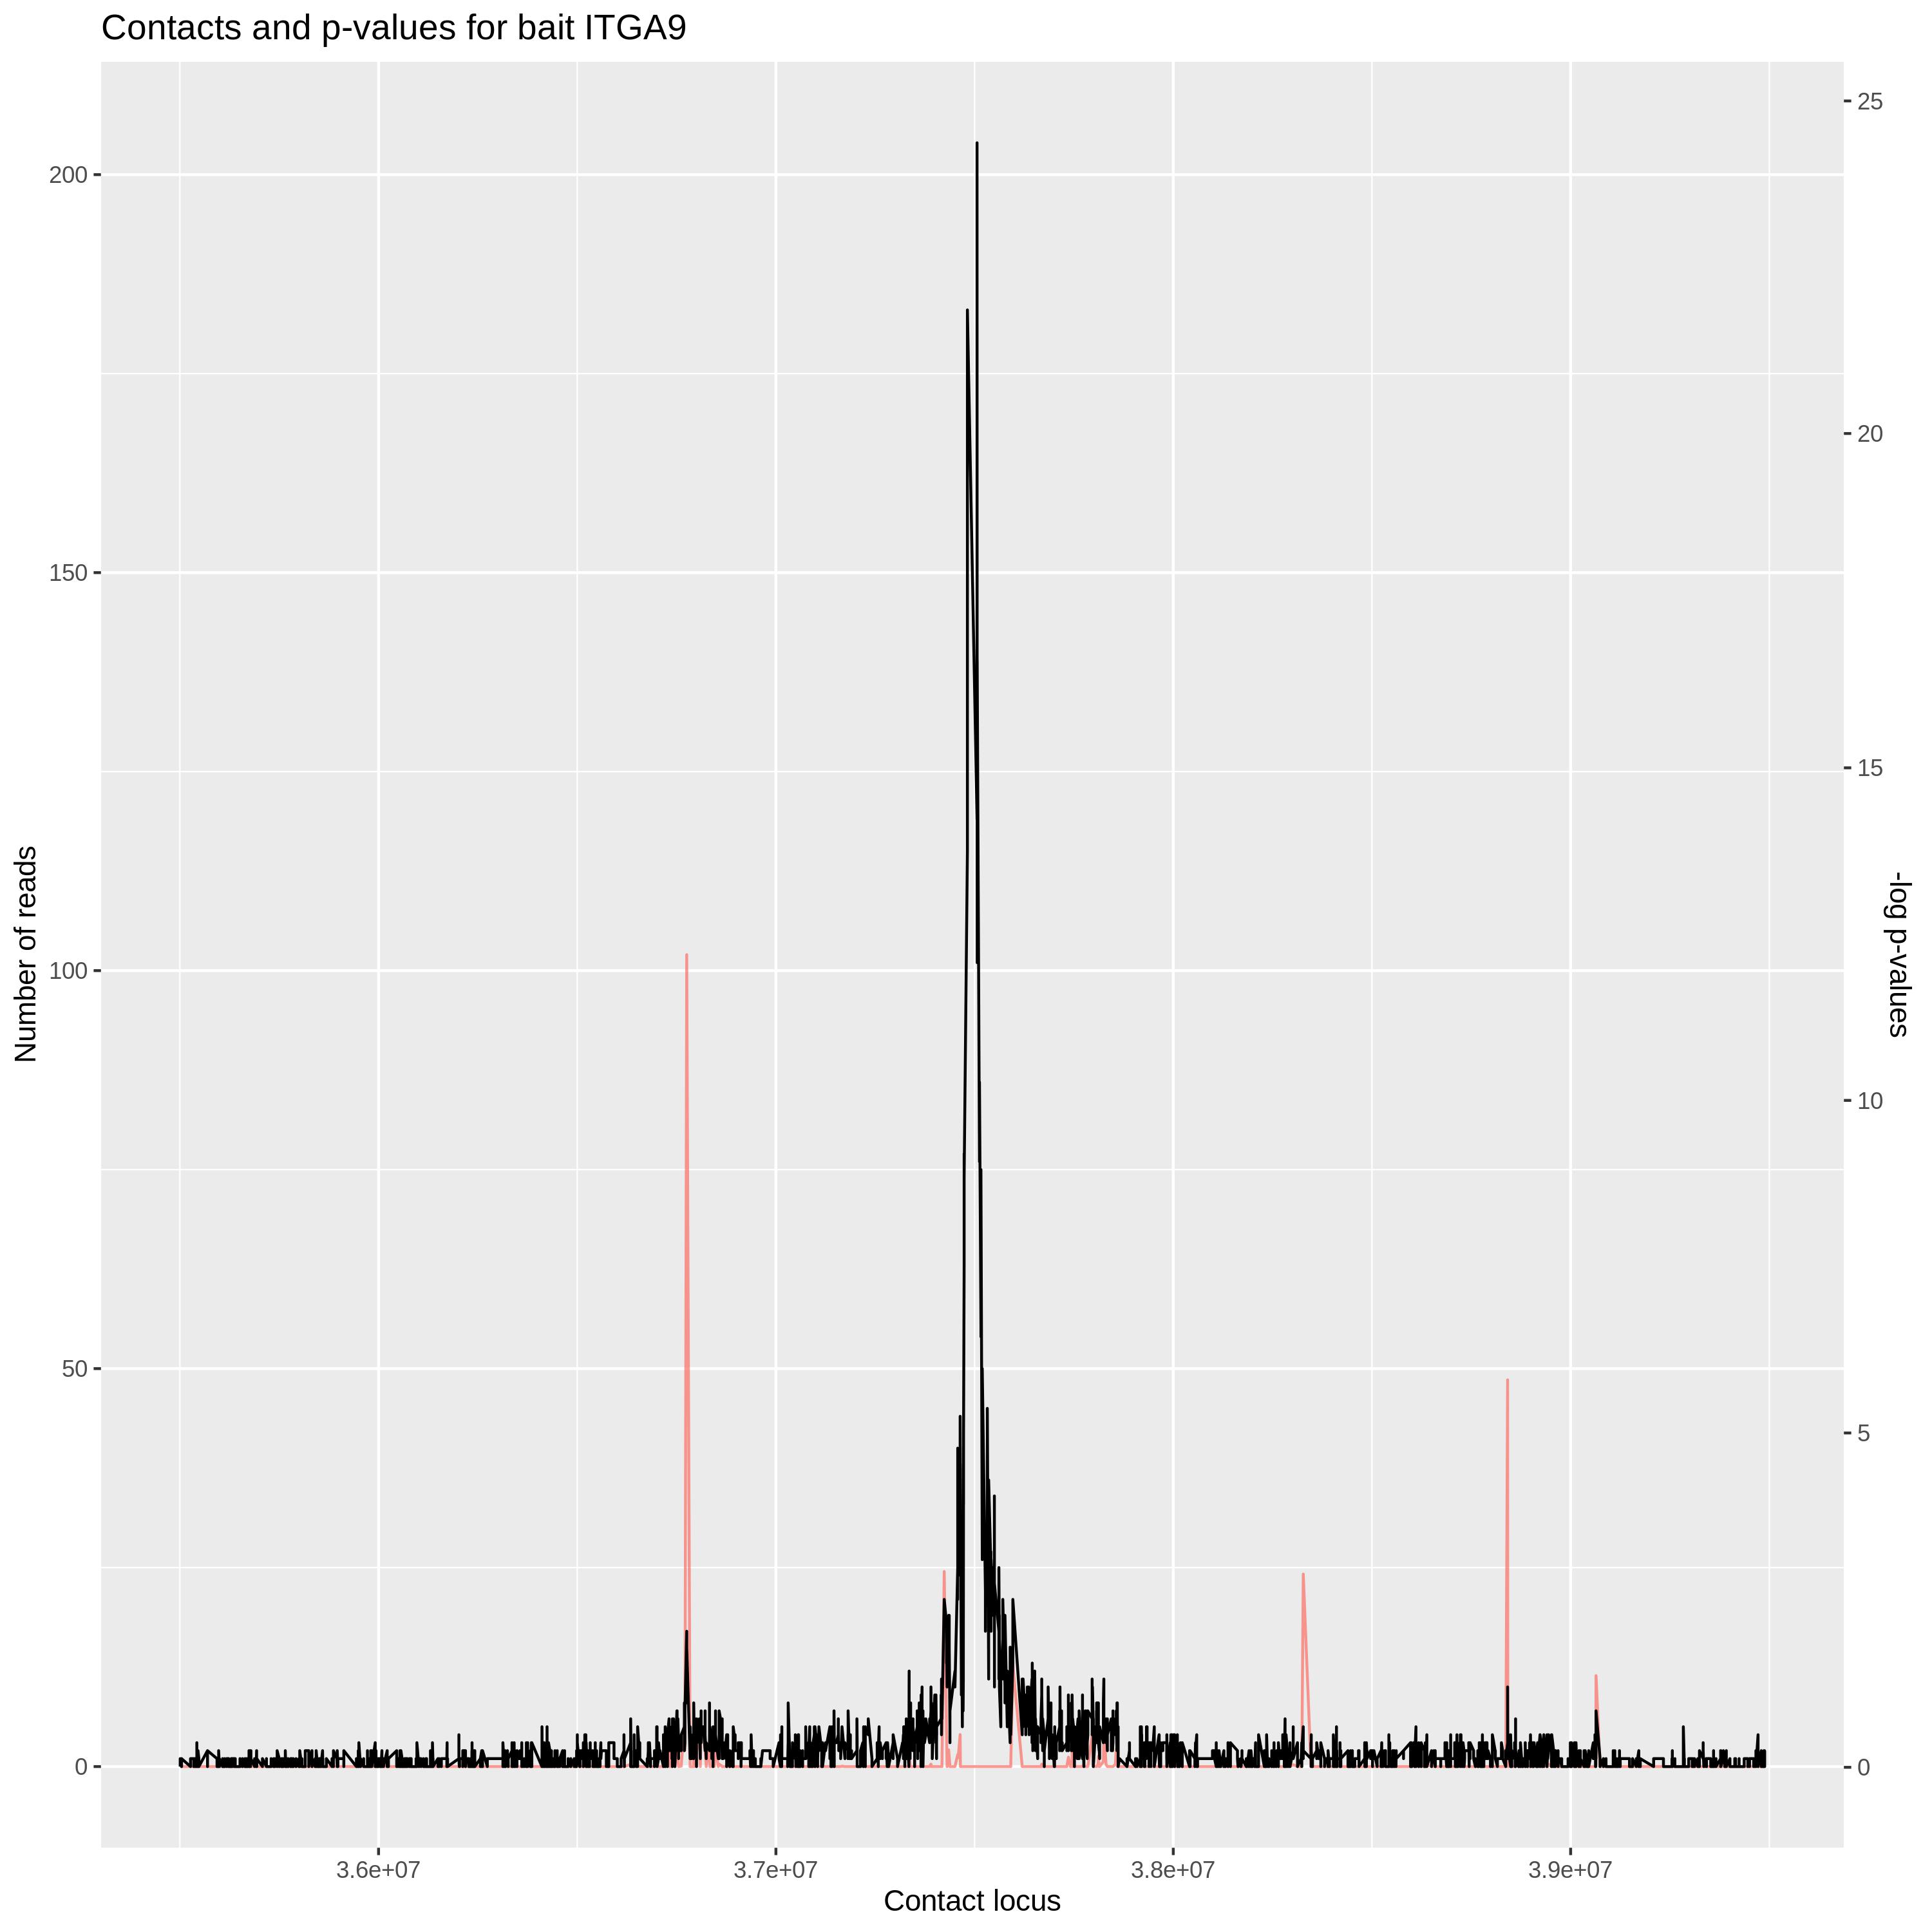 Contacts and p-values for bait ITGA9
Number of reads
200
150
100
50
0
25
20
15
10
5
0
-log p-values
3.6e+07 3.7e+07 3.8e+07 3.9e+07
Contact locus